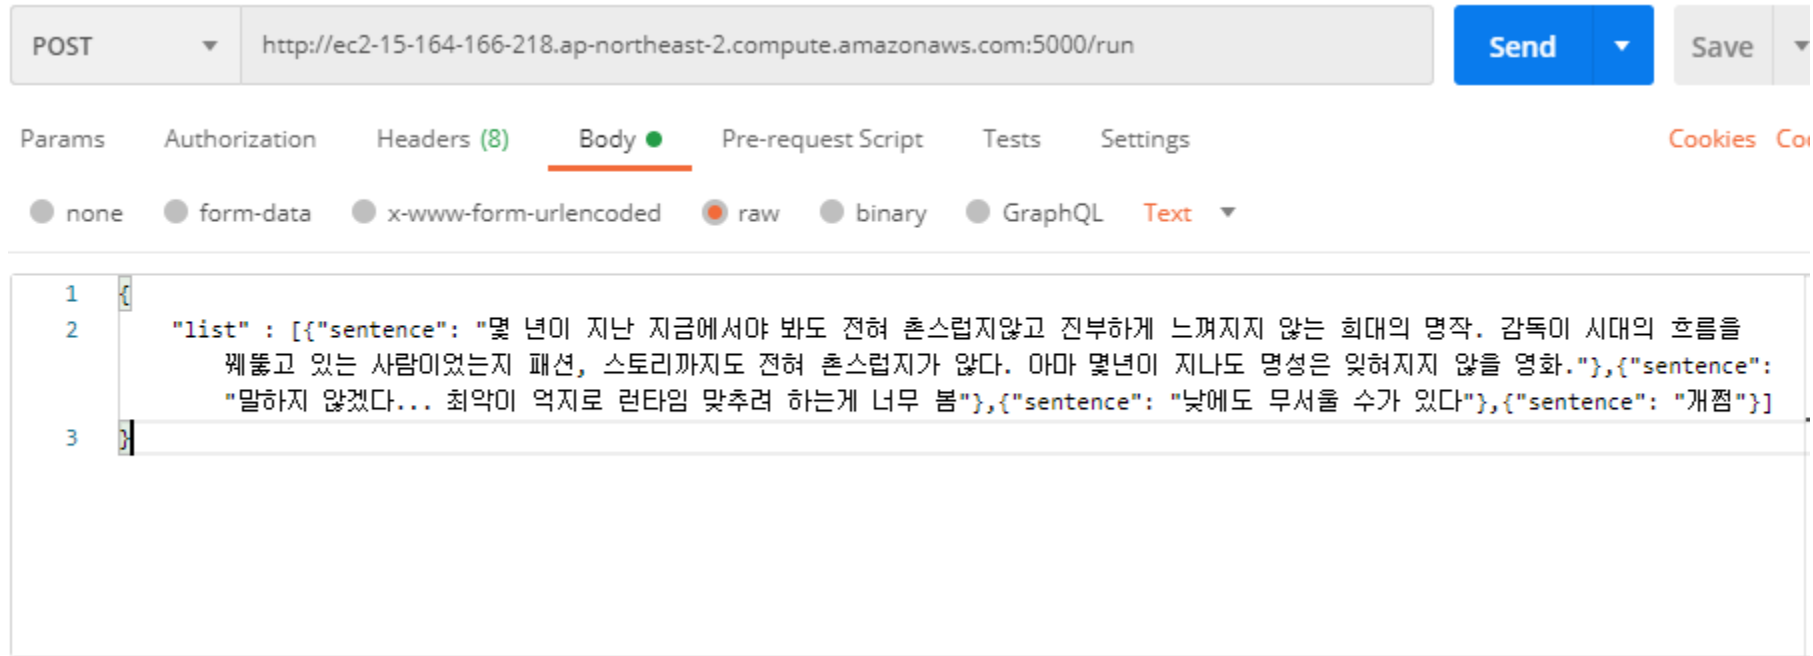 POST http://ec2-15-164-166-218.ap-northeast-2.compute.amazonaws.com:5000/run Send Save
Params Authorization Headers (8) Body Pre-request Script Tests Settings Cookies
none form-data x-www-form-urlencoded raw binary GraphQL Text
1 {
2 "list" : [{"sentence": "몇 년이 지난 지금에서야 봐도 전혀 촌스럽지않고 진부하게 느껴지지 않는 희대의 명작. 감독이 시대의 흐름을
꿰뚫고 있는 사람이었는지 패션, 스토리까지도 전혀 촌스럽지가 않다. 아마 몇년이 지나도 명성은 잊혀지지 않을 영화."},{"sentence":
"말하지 않겠다... 최악이 억지로 런타임 맞추려 하는게 너무 봄"},{"sentence": "낮에도 무서울 수가 있다"},{"sentence": "개쩜"}]
3 }